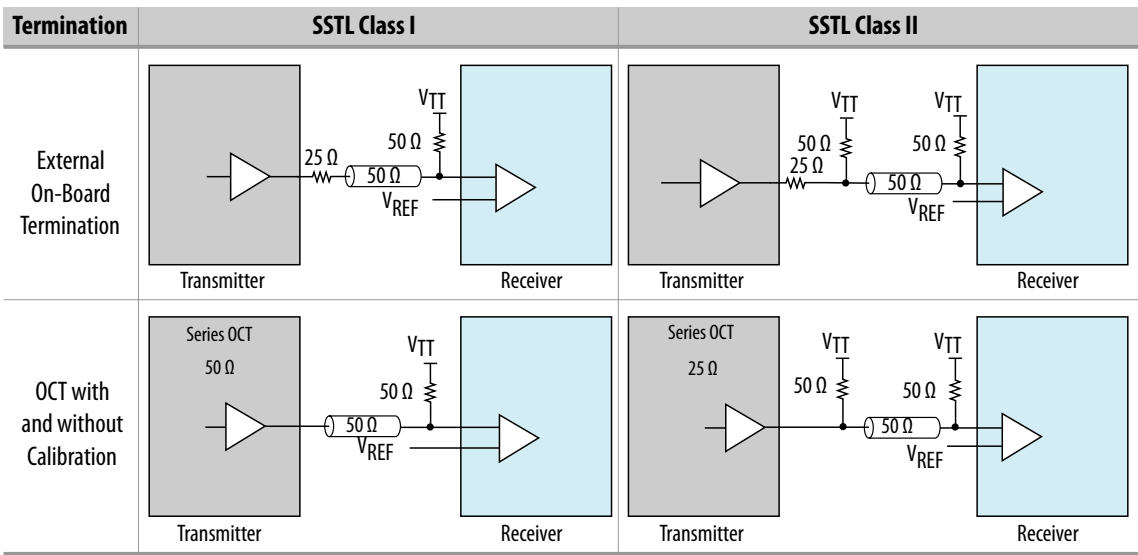 Termination
SSTL Class I
SSTL Class II
External
On-Board
Termination
VTT
50 Ω
25 Ω
50 Ω
VREF
Transmitter
Receiver
VTT
VTT
50 Ω
50 Ω
25 Ω
50 Ω
VREF
Transmitter
Receiver
OCT with
and without
Calibration
Series OCT
50 Ω
VTT
50 Ω
50 Ω
VREF
Transmitter
Receiver
Series OCT
25 Ω
VTT
VTT
50 Ω
50 Ω
50 Ω
VREF
Transmitter
Receiver